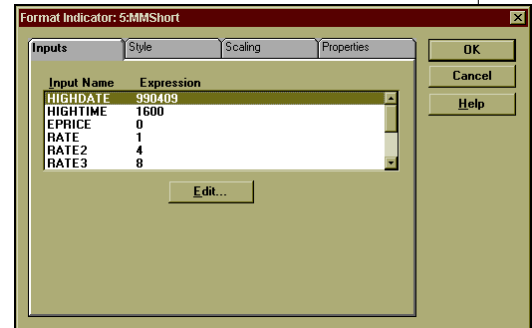 Format Indicator: 5:MMShort
Inputs Style Scaling Properties
OK
Cancel
Help
Input Name Expression
HIGHDATE 990409
HIGHTIME 1600
EPRICE 0
RATE 1
RATE2 4
RATE3 8
Edit...